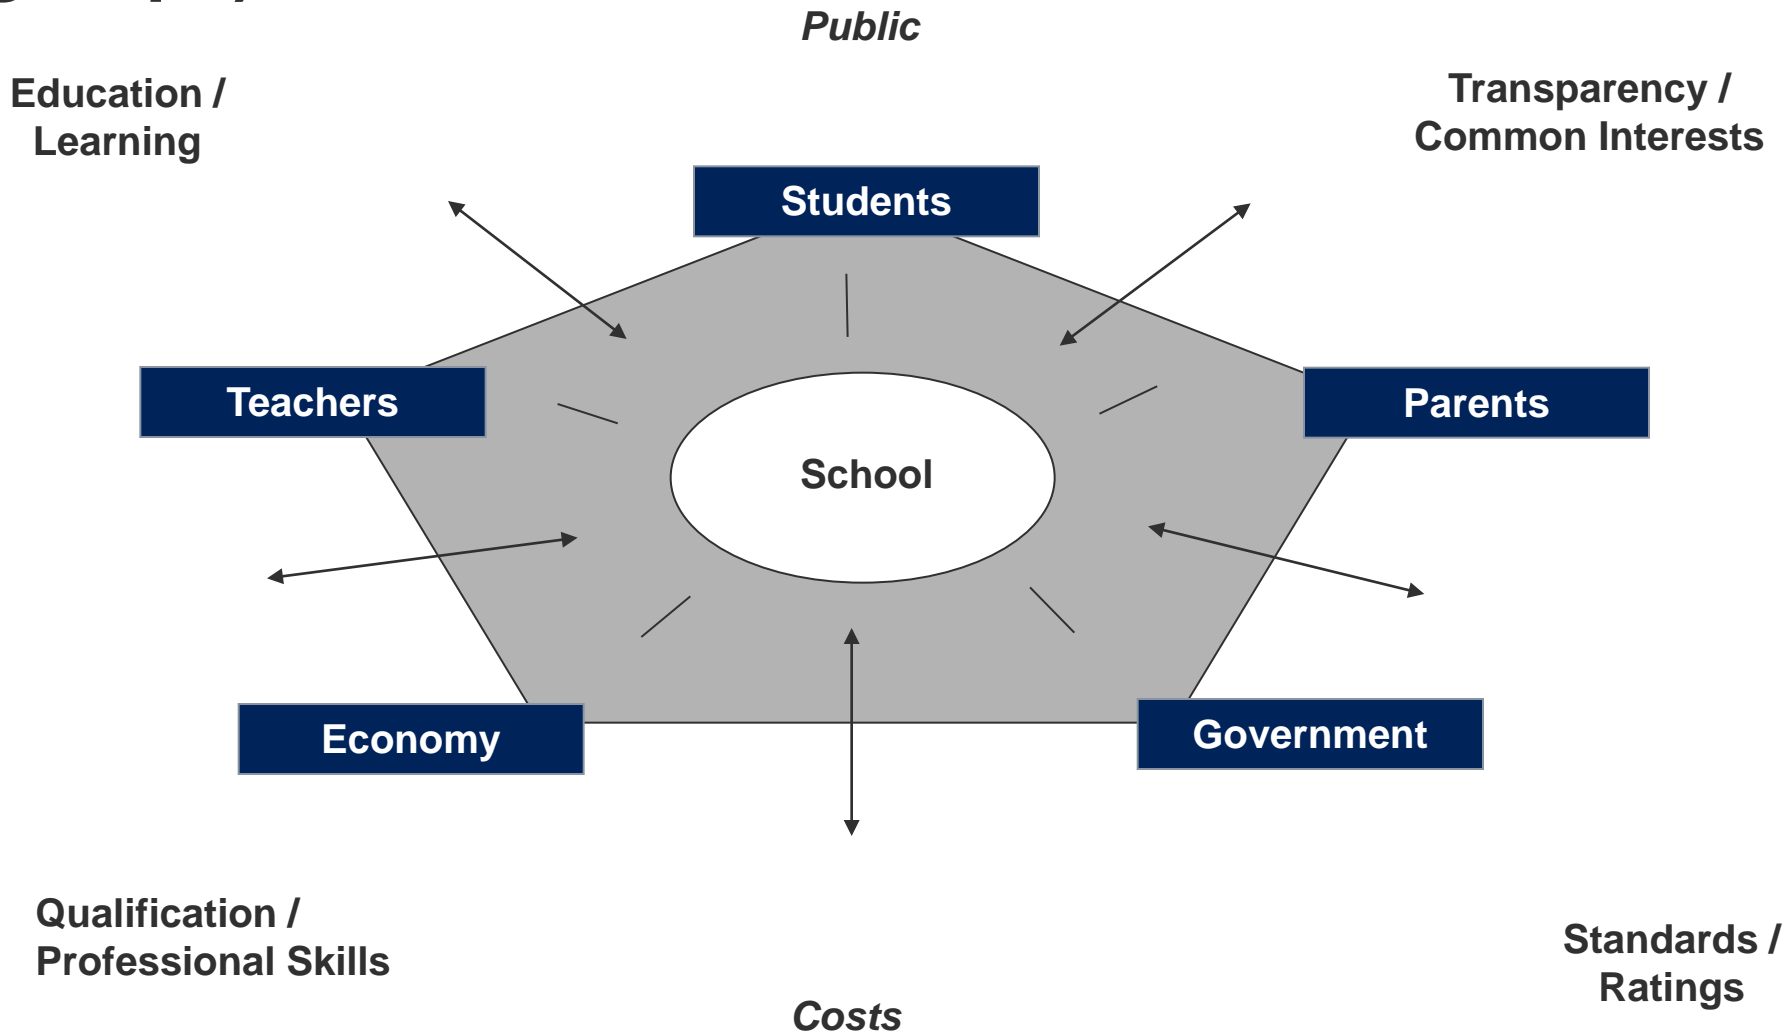 Public
Education /
Learning
Transparency /
Common Interests
Students
Teachers
Parents
School
Economy
Government
Qualification /
Professional Skills
Standards /
Ratings
Costs